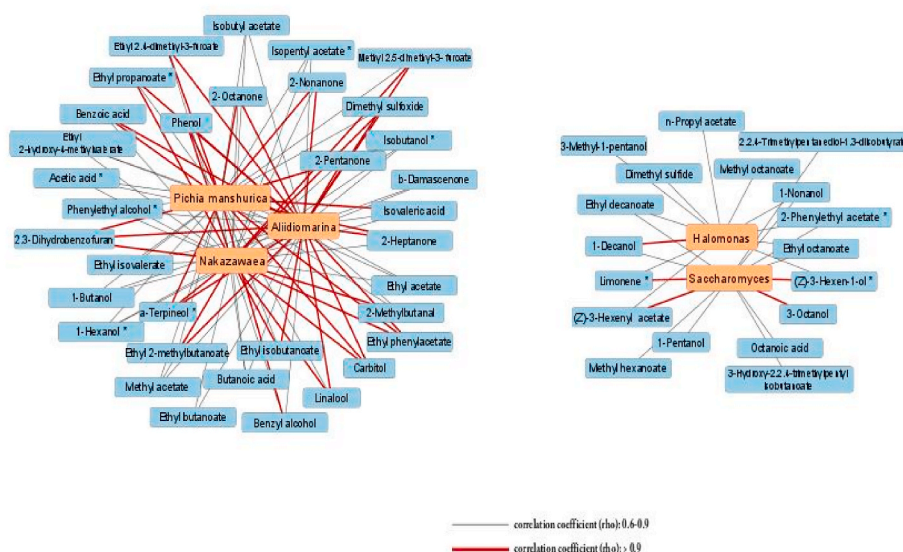 Isobutyl acetate
Ethyl 2.4-dimethyl-3-furoate
Isopentyl acetate *
Methyl 2.5-dimethyl-3- furoate
Ethyl propanoate *
2-Nonanone
2-Octanone
Dimethyl sulfoxide
Benzoic acid
Phenol *
Isobutanol *
Ethyl
2-hydroxy-4-methylvalerate
2-Pentanone
Acetic acid *
b-Damascenone
Pichia manshurica
Phenylethyl alcohol *
Isovaleric acid
Aliidiomarina
2.3-Dihydrobenzofuran
2-Heptanone
Nakazawaea
Ethyl isovalerate
Ethyl acetate
1-Butanol
a-Terpineol *
2-Methylbutanal
1-Hexanol *
Ethyl phenylacetate
Ethyl 2-methylbutanoate
Ethyl isobutanoate
Carbitol
Methyl acetate
Butanoic acid
Linalool
Ethyl butanoate
Benzyl alcohol
n-Propyl acetate
3-Methyl-1-pentanol
2.2.4-Trimethylpentanediol-1.3-diisobutyrate
Dimethyl sulfide
Methyl octanoate
Ethyl decanoate
1-Nonanol
2-Phenylethyl acetate *
1-Decanol
Halomonas
Ethyl octanoate
Limonene *
Saccharomyces
(Z)-3-Hexen-1-ol *
(Z)-3-Hexenyl acetate
3-Octanol
1-Pentanol
Octanoic acid
Methyl hexanoate
3-Hydroxy-2.2.4-trimethylpentyl
isobutanoate
correlation coefficient (rho): 0.6-0.9
correlation coefficient (rho): > 0.9